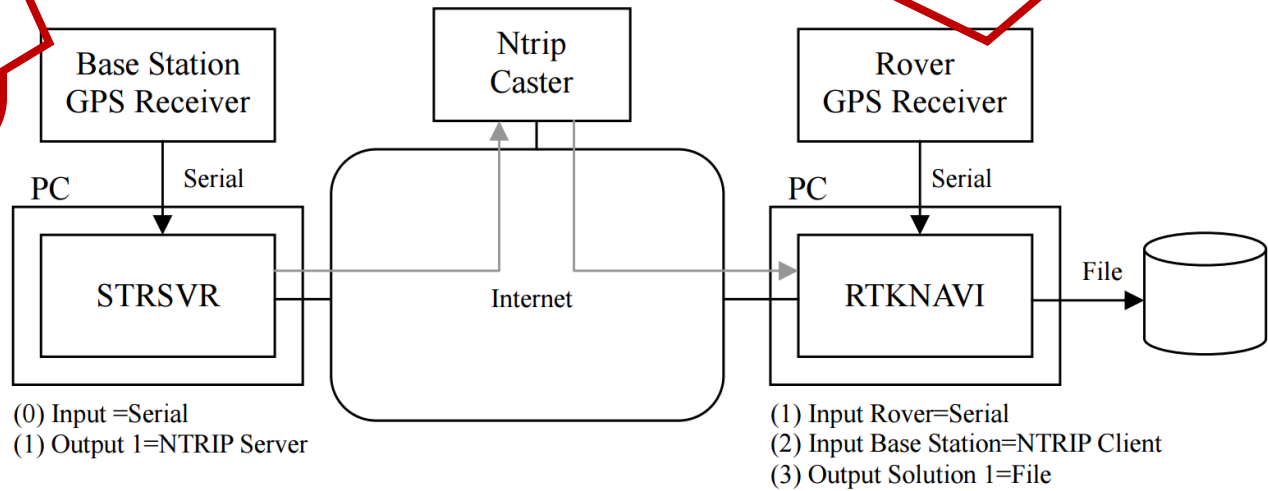 Base Station
GPS Receiver
Ntrip
Caster
Rover
GPS Receiver
Serial
PC
STRSVR
Internet
Serial
PC
RTKNAVI
File
(0) Input =Serial
(1) Output 1=NTRIP Server
(1) Input Rover=Serial
(2) Input Base Station=NTRIP Client
(3) Output Solution 1=File